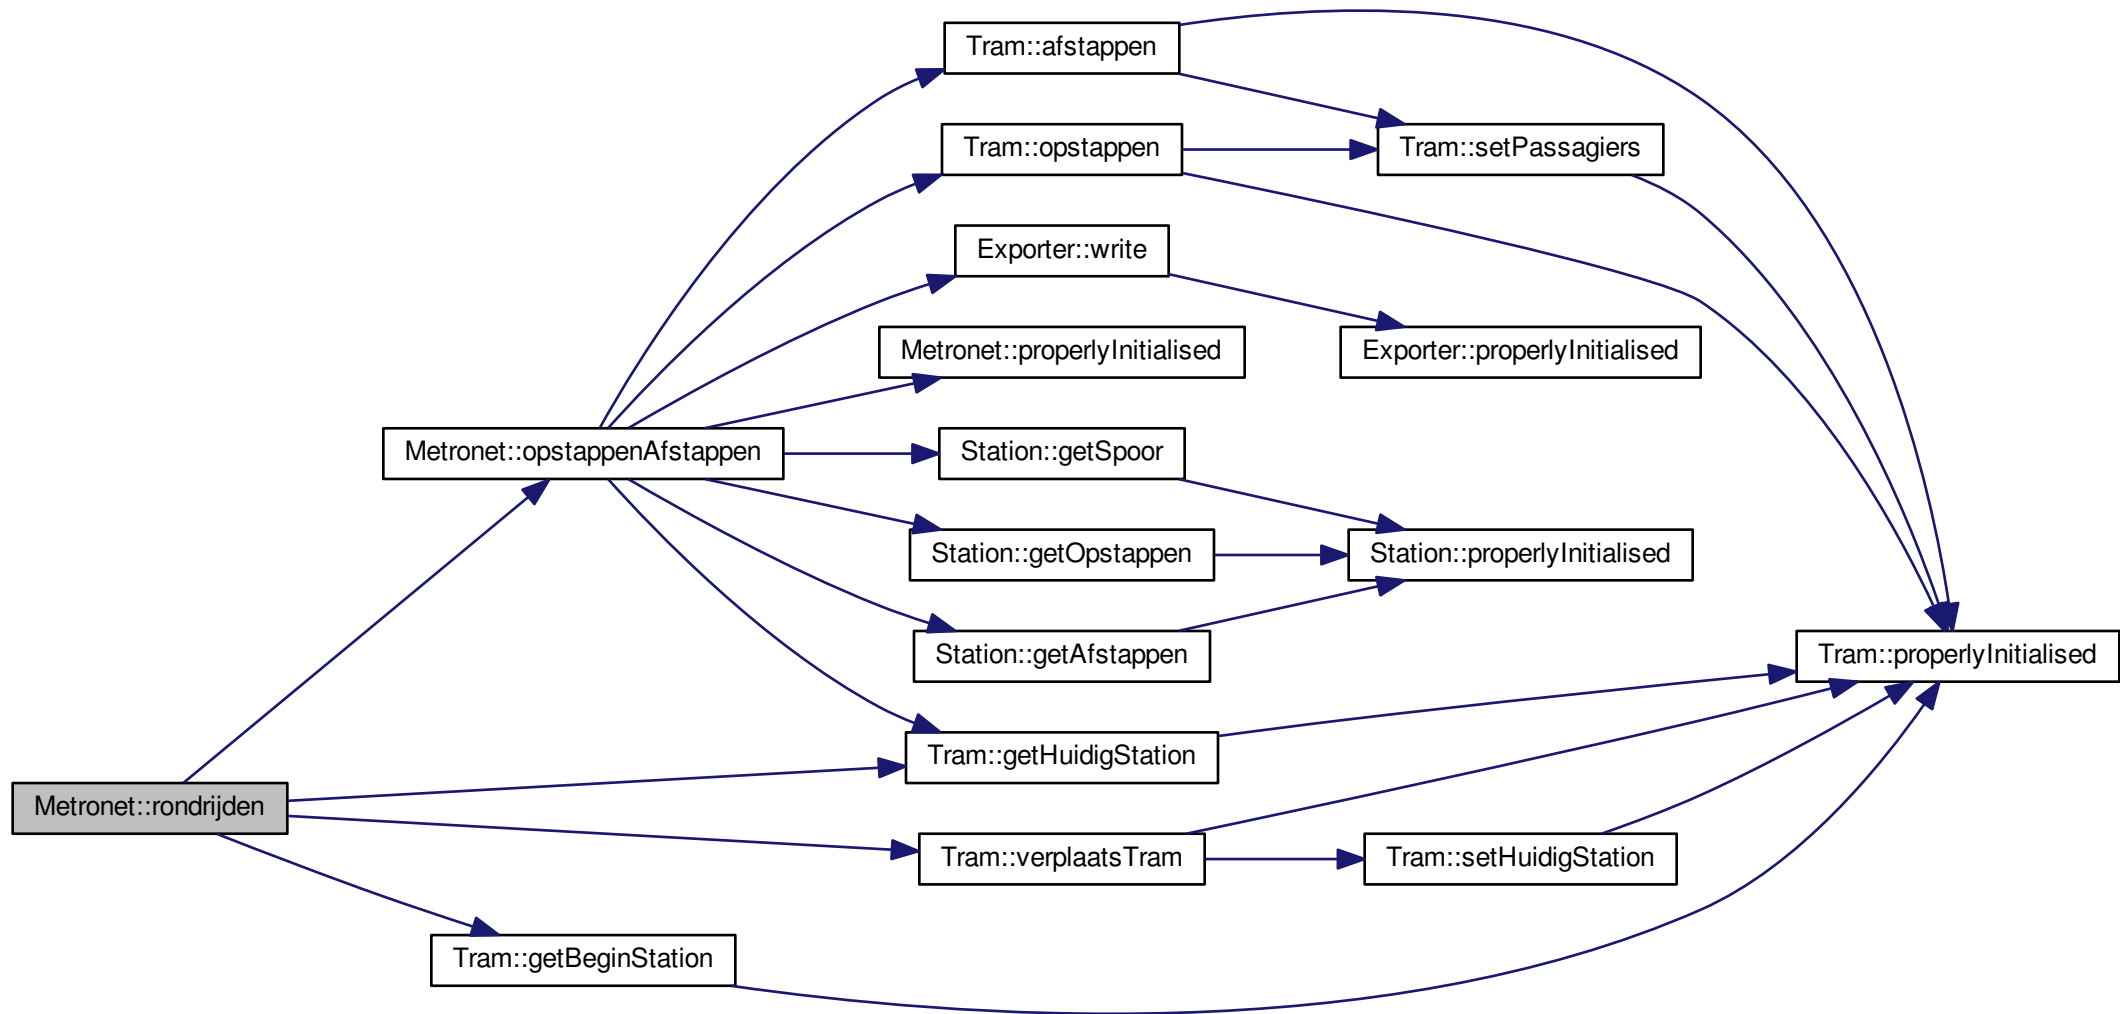 Tram::afstappen
Tram::opstappen
Tram::setPassagiers
Exporter::write
Metronet::properlyInitialised
Exporter::properlyInitialised
Metronet::opstappenAfstappen
Station::getSpoor
Station::getOpstappen
Station::properlyInitialised
Station::getAfstappen
Tram::properlyInitialised
Tram::getHuidigStation
Metronet::rondrijden
Tram::verplaatsTram
Tram::setHuidigStation
Tram::getBeginStation